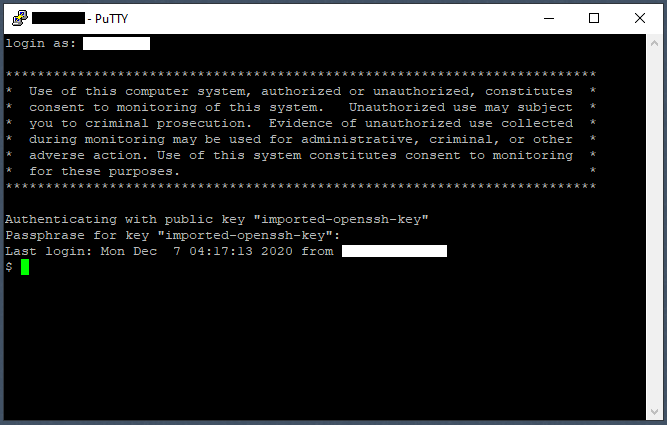 - PuTTY
login as:
**************************************************************************
*  Use of this computer system, authorized or unauthorized, constitutes  *
*  consent to monitoring of this system.   Unauthorized use may subject  *
*  you to criminal prosecution.  Evidence of unauthorized use collected  *
*  during monitoring may be used for administrative, criminal, or other  *
*  adverse action. Use of this system constitutes consent to monitoring  *
*  for these purposes.                                                   *
**************************************************************************
Authenticating with public key "imported-openssh-key"
Passphrase for key "imported-openssh-key":
Last login: Mon Dec  7 04:17:13 2020 from
$